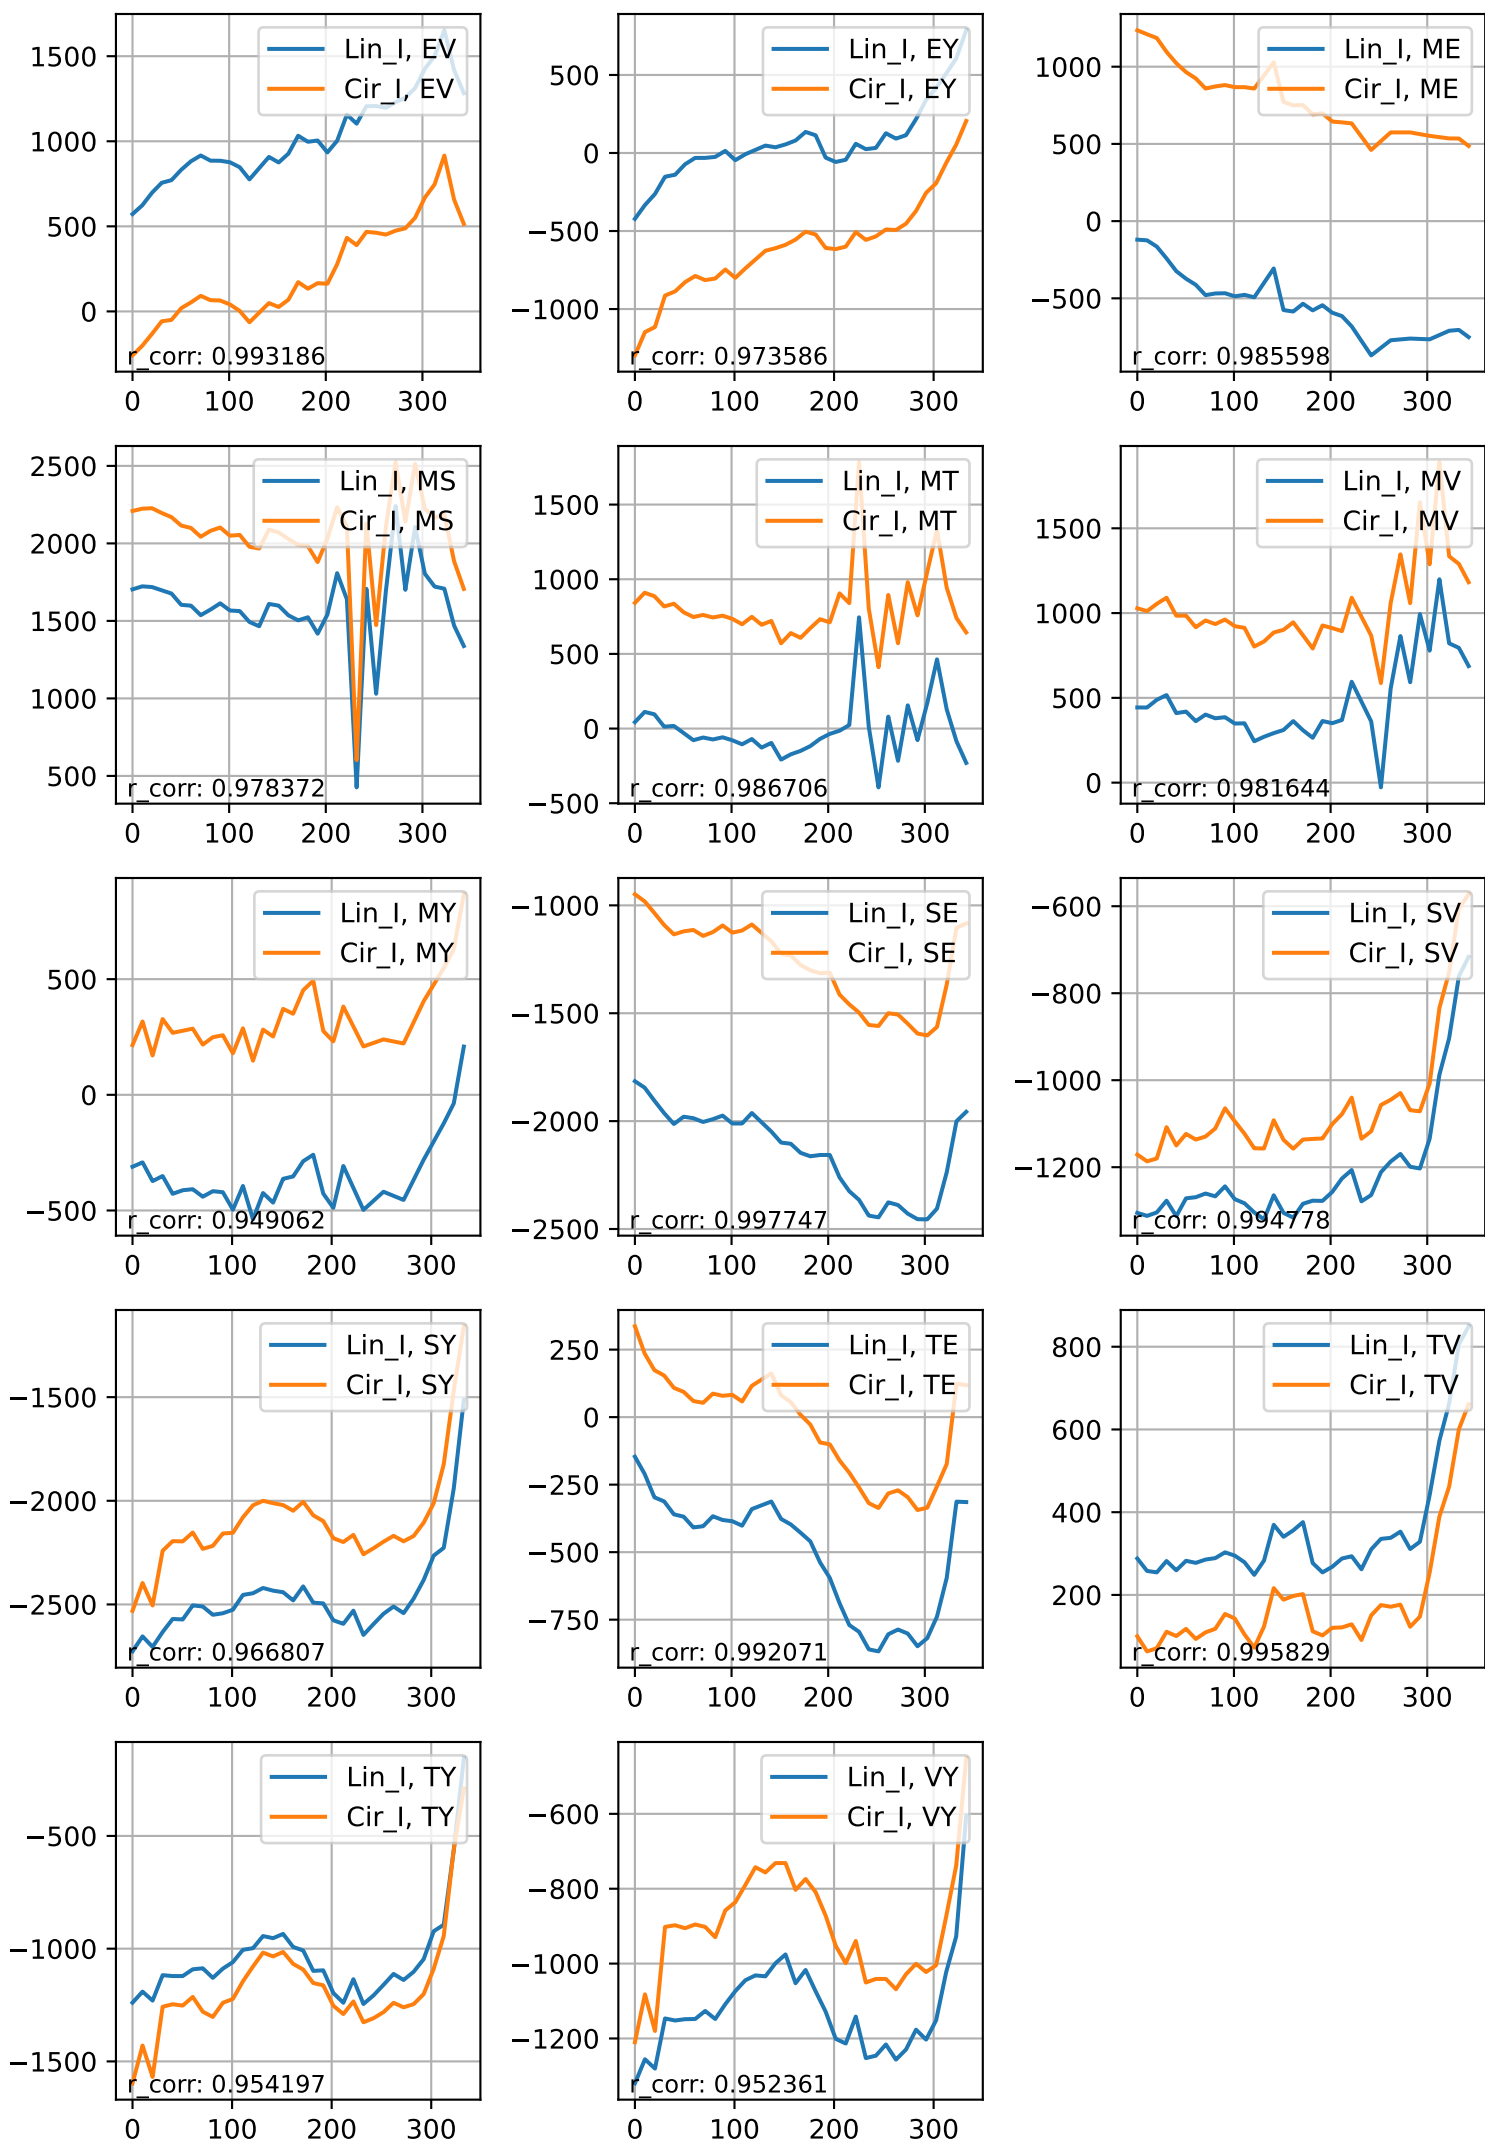 1500
1000
500
0
Lin_I, EV
Cir_I, EV
r_corr: 0.993186
0 100 200 300
500
0
−500
−1000
Lin_I, EY
Cir_I, EY
r_corr: 0.973586
0 100 200 300
1000
500
0
−500
Lin_I, ME
Cir_I, ME
r_corr: 0.985598
0 100 200 300
2500
2000
1500
1000
500
Lin_I, MS
Cir_I, MS
r_corr: 0.978372
0 100 200 300
1500
1000
500
0
−500
Lin_I, MT
Cir_I, MT
r_corr: 0.986706
0 100 200 300
1500
1000
500
0
Lin_I, MV
Cir_I, MV
r_corr: 0.981644
0 100 200 300
500
0
−500
Lin_I, MY
Cir_I, MY
r_corr: 0.949062
0 100 200 300
−1000
−1500
−2000
−2500
Lin_I, SE
Cir_I, SE
r_corr: 0.997747
0 100 200 300
−600
−800
−1000
−1200
Lin_I, SV
Cir_I, SV
r_corr: 0.994778
0 100 200 300
−1500
−2000
−2500
Lin_I, SY
Cir_I, SY
r_corr: 0.966807
0 100 200 300
250
0
−250
−500
−750
Lin_I, TE
Cir_I, TE
r_corr: 0.992071
0 100 200 300
800
600
400
200
Lin_I, TV
Cir_I, TV
r_corr: 0.995829
0 100 200 300
−500
−1000
−1500
Lin_I, TY
Cir_I, TY
r_corr: 0.954197
0 100 200 300
−600
−800
−1000
−1200
Lin_I, VY
Cir_I, VY
r_corr: 0.952361
0 100 200 300